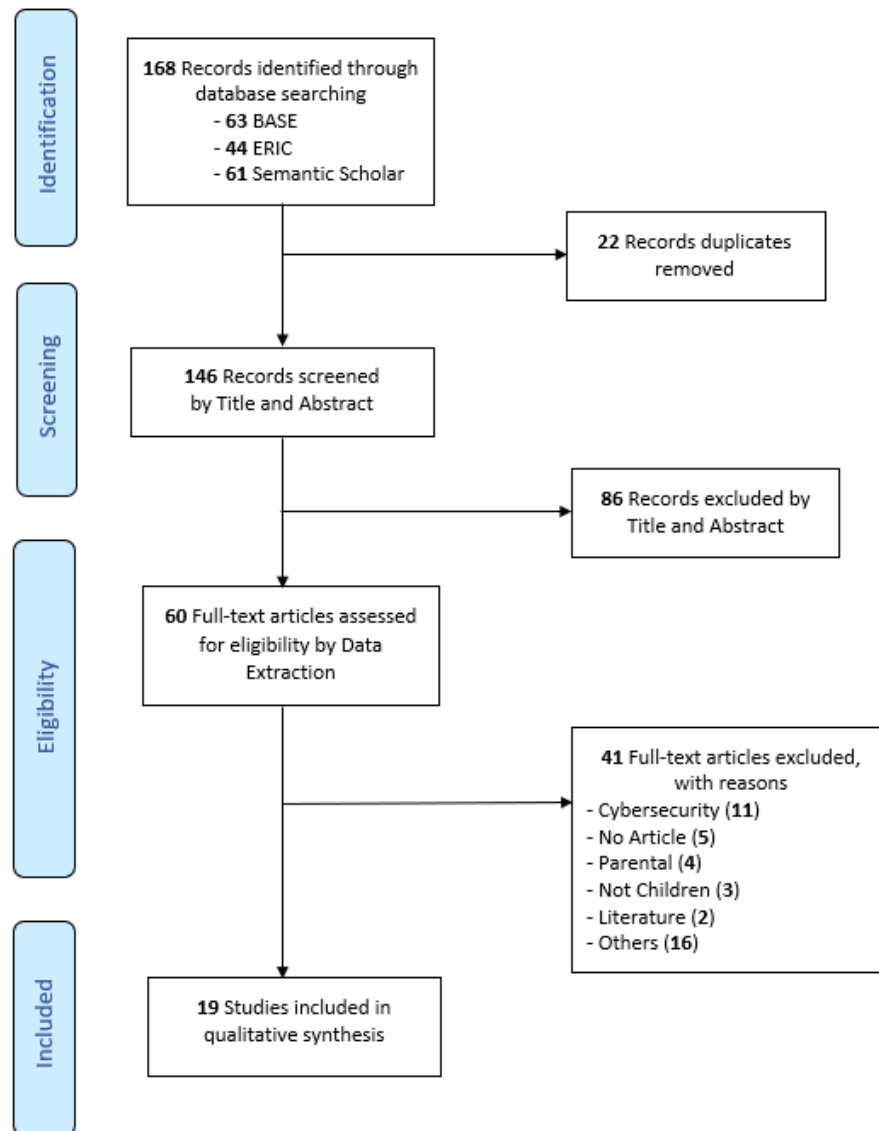 Identification
168 Records identified through
database searching
- 63 BASE
- 44 ERIC
- 61 Semantic Scholar
22 Records duplicates
removed
Screening
146 Records screened
by Title and Abstract
86 Records excluded by
Title and Abstract
Eligibility
60 Full-text articles assessed
for eligibility by Data
Extraction
41 Full-text articles excluded,
with reasons
- Cybersecurity (11)
- No Article (5)
- Parental (4)
- Not Children (3)
- Literature (2)
- Others (16)
Included
19 Studies included in
qualitative synthesis